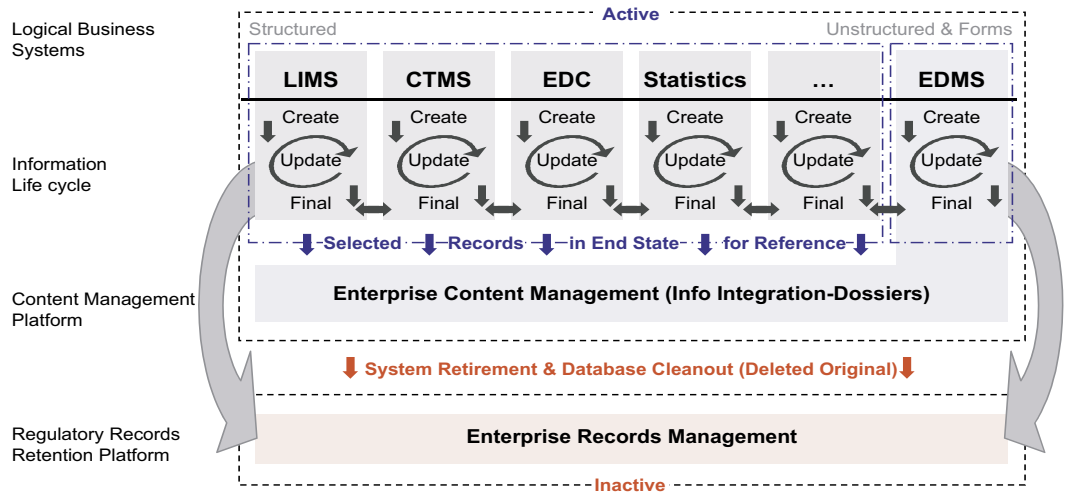 Active
Logical Business
Systems
Structured
Unstructured & Forms
LIMS CTMS EDC Statistics ... EDMS
Create Create Create Create Create Create
Information
Life cycle
Update Update Update Update Update Update
Final Final Final Final Final Final
Selected Records in End State for Reference
Content Management
Platform
Enterprise Content Management (Info Integration-Dossiers)
System Retirement & Database Cleanout (Deleted Original)
Regulatory Records
Retention Platform
Enterprise Records Management
Inactive